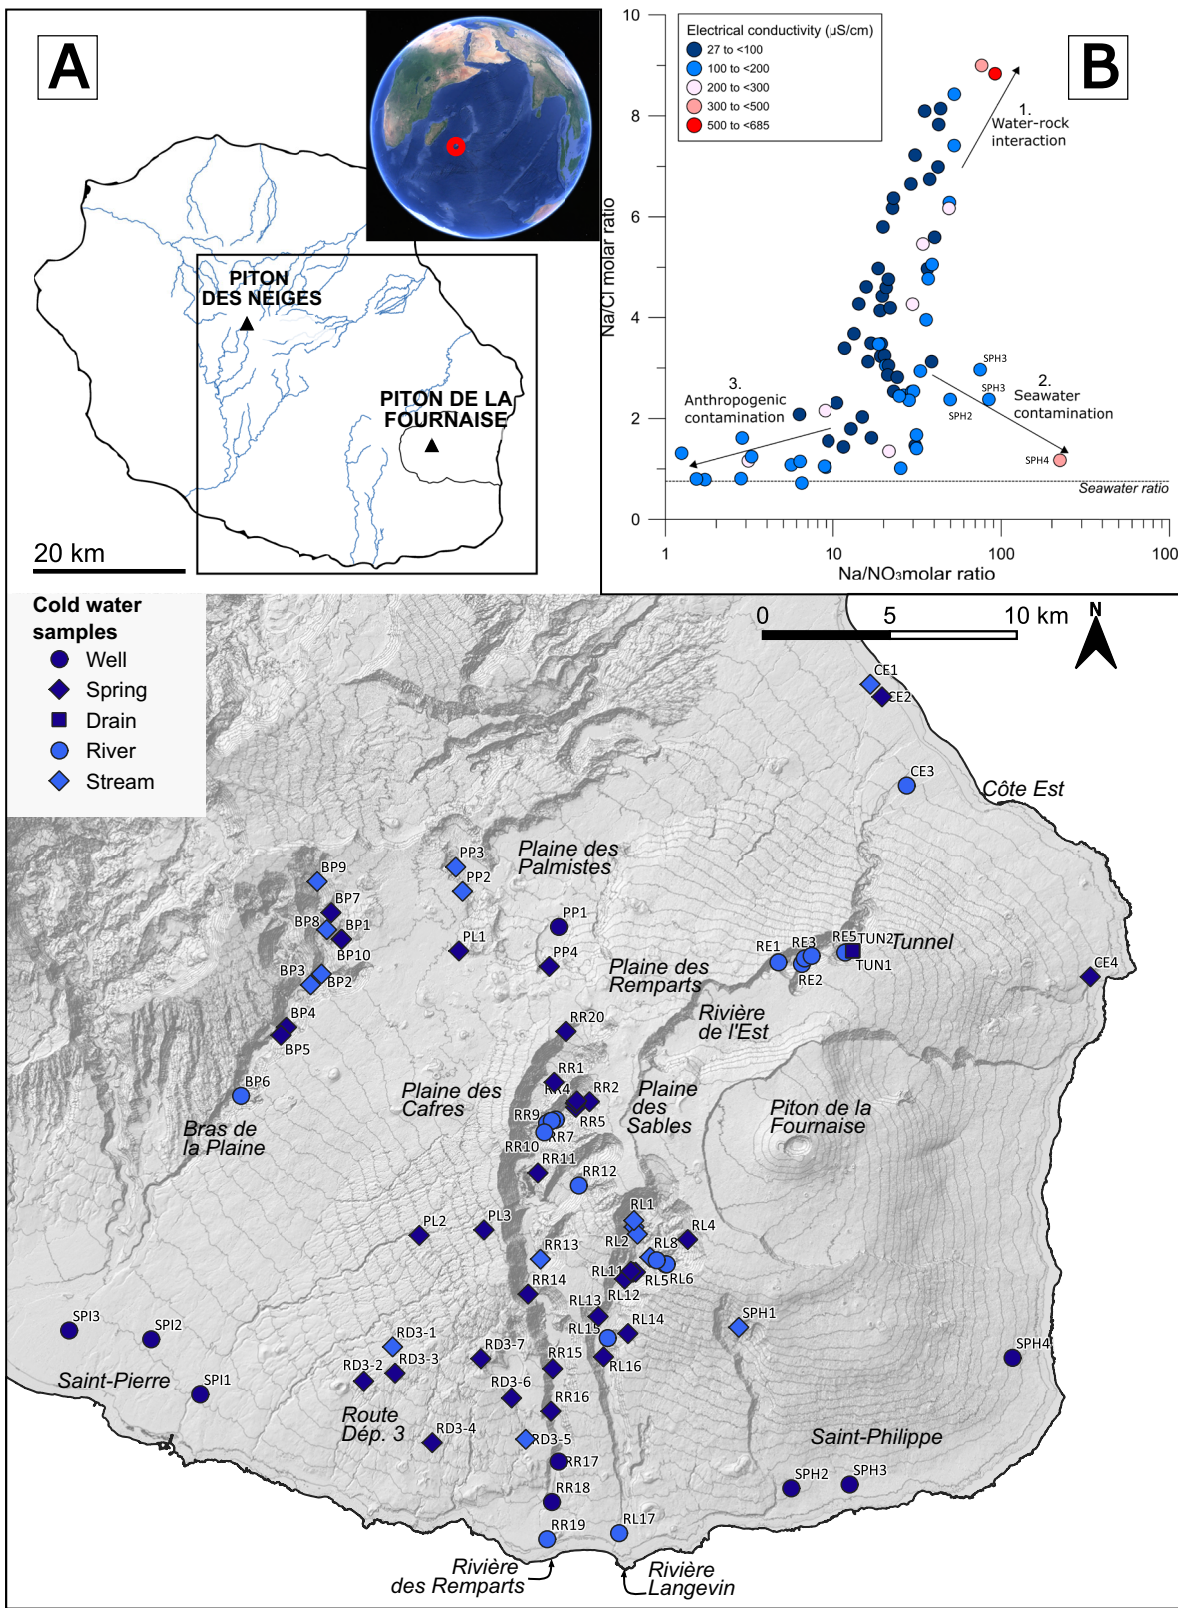 A
PITON
DES NEIGES
PITON DE LA
FOURNAISE
20 km
B
Electrical conductivity (µS/cm)
27 to <100
100 to <200
200 to <300
300 to <500
500 to <685
10
8
6
4
2
0
Na/Cl molar ratio
1.
Water-rock
interaction
2.
Seawater
contamination
3.
Anthropogenic
contamination
SPH3
SPH3
SPH2
SPH4
Seawater ratio
1
10
100
100
Na/NO₃molar ratio
Cold water
samples
Well
Spring
Drain
River
Stream
0
5
10 km
N
CE1
CE2
CE3
Côte Est
PP3
PP2
Plaine des
Palmistes
BP9
BP7
BP8
BP1
BP10
PP1
PL1
PP4
BP3
BP2
BP4
BP5
BP6
Bras de
la Plaine
Plaine des
Remparts
RE1
RE3
RE2
RE5
TUN2
TUN1
Tunnel
CE4
Rivière
de l'Est
RR20
RR1
RR4
RR2
RR5
RR9
RR7
RR10
RR11
RR12
Plaine des
Cafres
Plaine
des
Sables
Piton de la
Fournaise
PL2
PL3
RR13
RR14
RL1
RL2
RL4
RL8
RL5
RL6
RL11
RL12
RL13
RL14
RL15
RL16
SPH1
SPI3
SPI2
SPI1
Saint-Pierre
RD3-1
RD3-2
RD3-3
RD3-7
RD3-6
RD3-4
RD3-5
Route
Dép. 3
RR15
RR16
RR17
RR18
RR19
RL17
SPH4
Saint-Philippe
SPH2
SPH3
Rivière
des Remparts
Rivière
Langevin